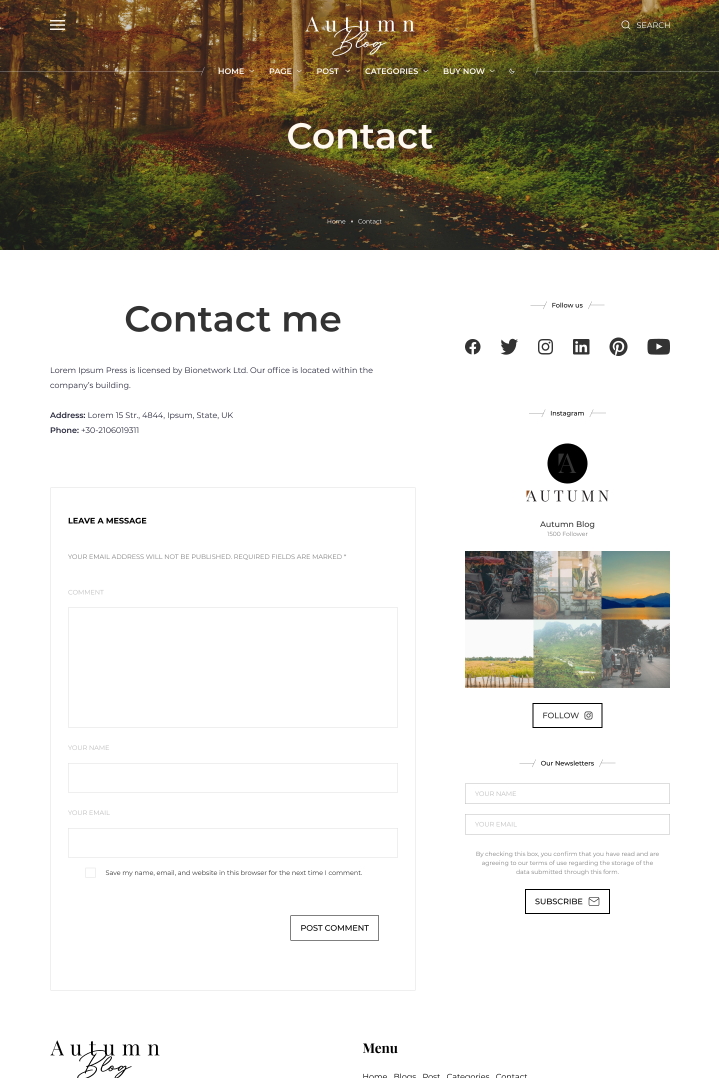 Autumn
Blog
SEARCH
HOME PAGE POST CATEGORIES BUY NOW
Contact
Home • Contact
Contact me
Lorem Ipsum Press is licensed by Bionetwork Ltd. Our office is located within the
company's building.
Address: Lorem 15 Str., 4844, Ipsum, State, UK
Phone: +30-2106019311
LEAVE A MESSAGE
YOUR EMAIL ADDRESS WILL NOT BE PUBLISHED. REQUIRED FIELDS ARE MARKED *
COMMENT
YOUR NAME
YOUR EMAIL
Save my name, email, and website in this browser for the next time I comment.
POST COMMENT
Follow us
Instagram
A
AUTUMN
Autumn Blog
1500 Follower
FOLLOW
Our Newsletters
YOUR NAME
YOUR EMAIL
By checking this box, you confirm that you have read and are
agreeing to our terms of use regarding the storage of the
data submitted through this form.
SUBSCRIBE
Autumn
Blog
Menu
Home Blogs Post Categories Contact